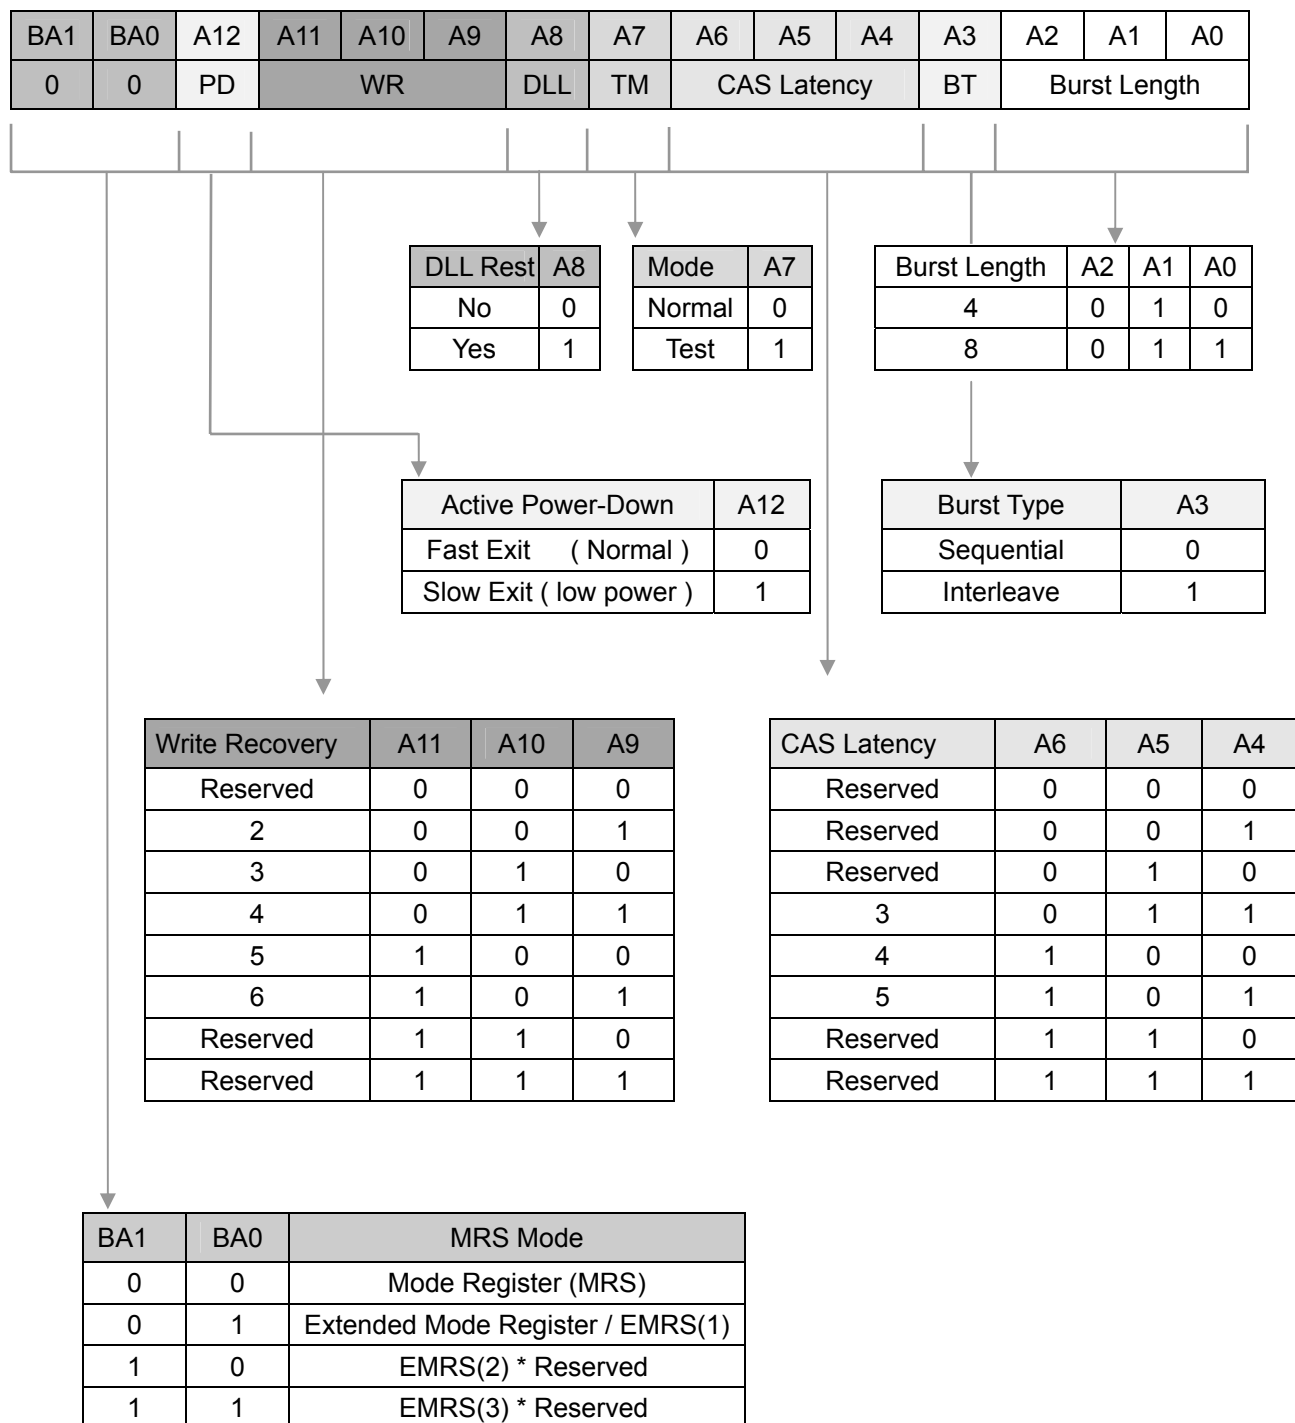 BA1 BA0 A12 A11 A10 A9 A8 A7 A6 A5 A4 A3 A2 A1 A0
0 0 PD WR DLL TM CAS Latency BT Burst Length
DLL Rest A8
No 0
Yes 1
Mode A7
Normal 0
Test 1
Burst Length A2 A1 A0
4 0 1 0
8 0 1 1
Active Power-Down A12
Fast Exit ( Normal ) 0
Slow Exit ( low power ) 1
Burst Type A3
Sequential 0
Interleave 1
Write Recovery A11 A10 A9
Reserved 0 0 0
2 0 0 1
3 0 1 0
4 0 1 1
5 1 0 0
6 1 0 1
Reserved 1 1 0
Reserved 1 1 1
CAS Latency A6 A5 A4
Reserved 0 0 0
Reserved 0 0 1
Reserved 0 1 0
3 0 1 1
4 1 0 0
5 1 0 1
Reserved 1 1 0
Reserved 1 1 1
BA1 BA0 MRS Mode
0 0 Mode Register (MRS)
0 1 Extended Mode Register / EMRS(1)
1 0 EMRS(2) * Reserved
1 1 EMRS(3) * Reserved